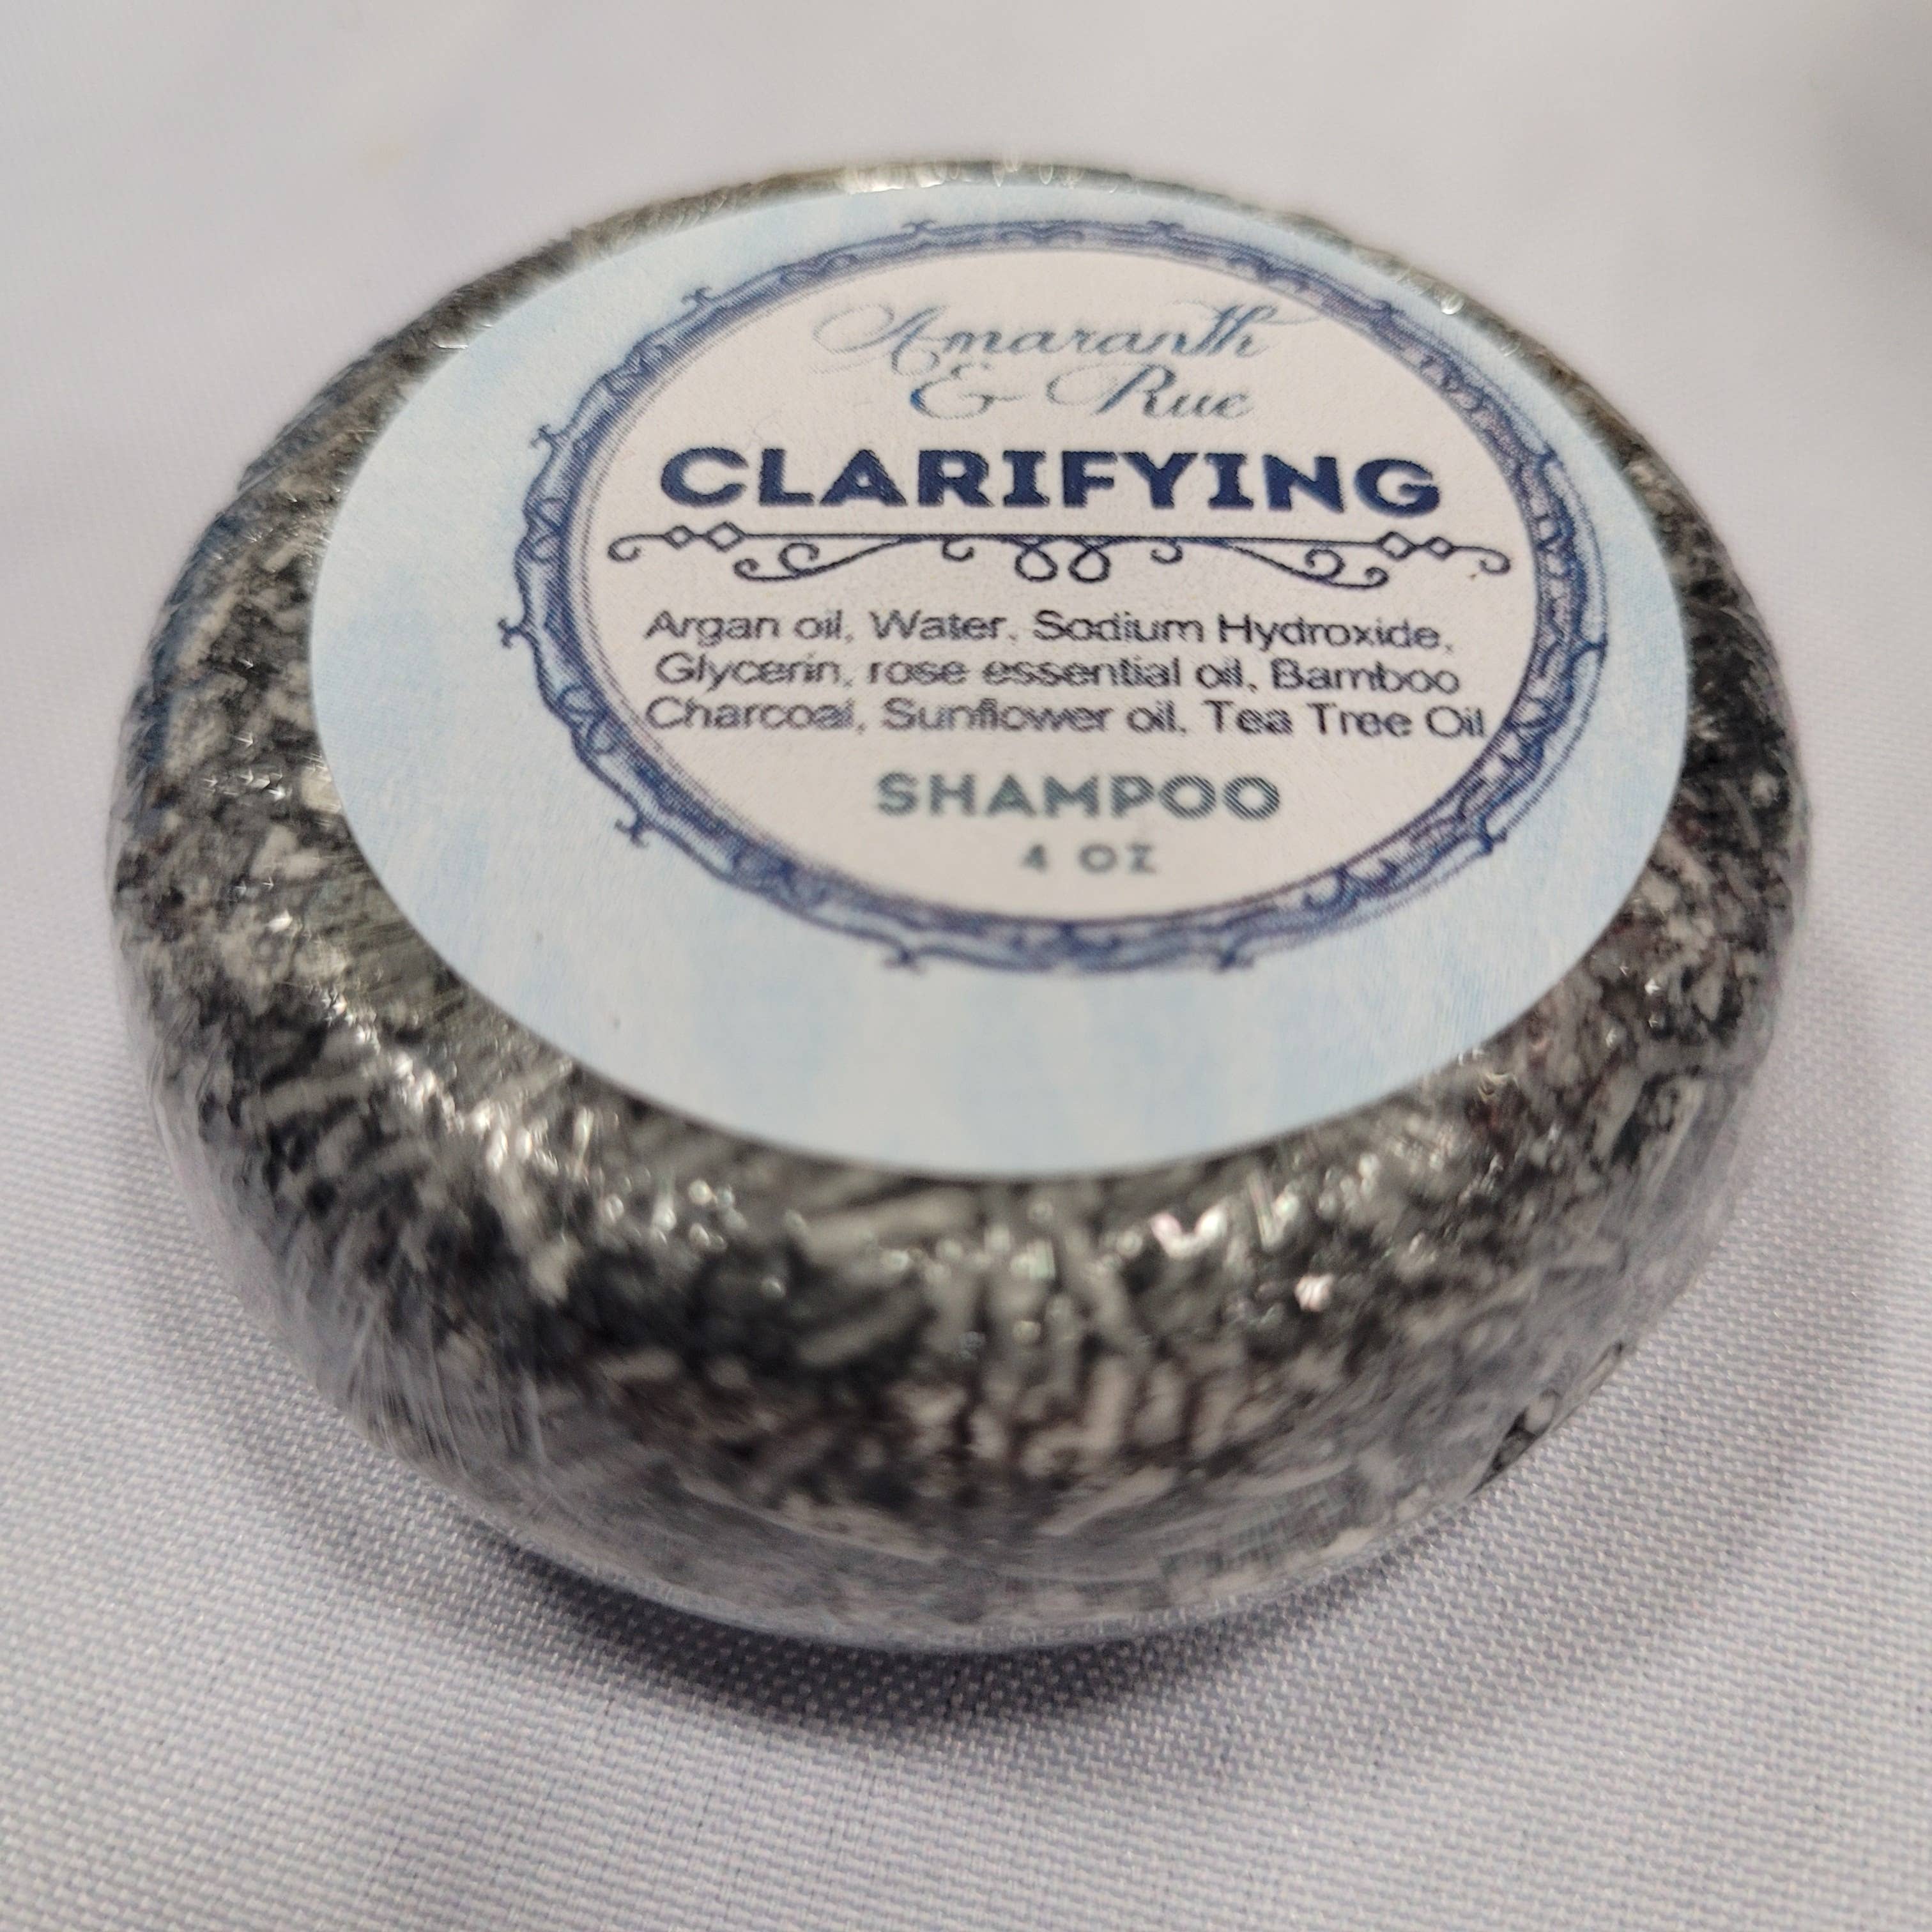 Amaranth
& Rue
CLARIFYING
Argan oil, Water, Sodium Hydroxide,
Glycerin, rose essential oil, Bamboo
Charcoal, Sunflower oil, Tea Tree Oil
SHAMPOO
4 OZ